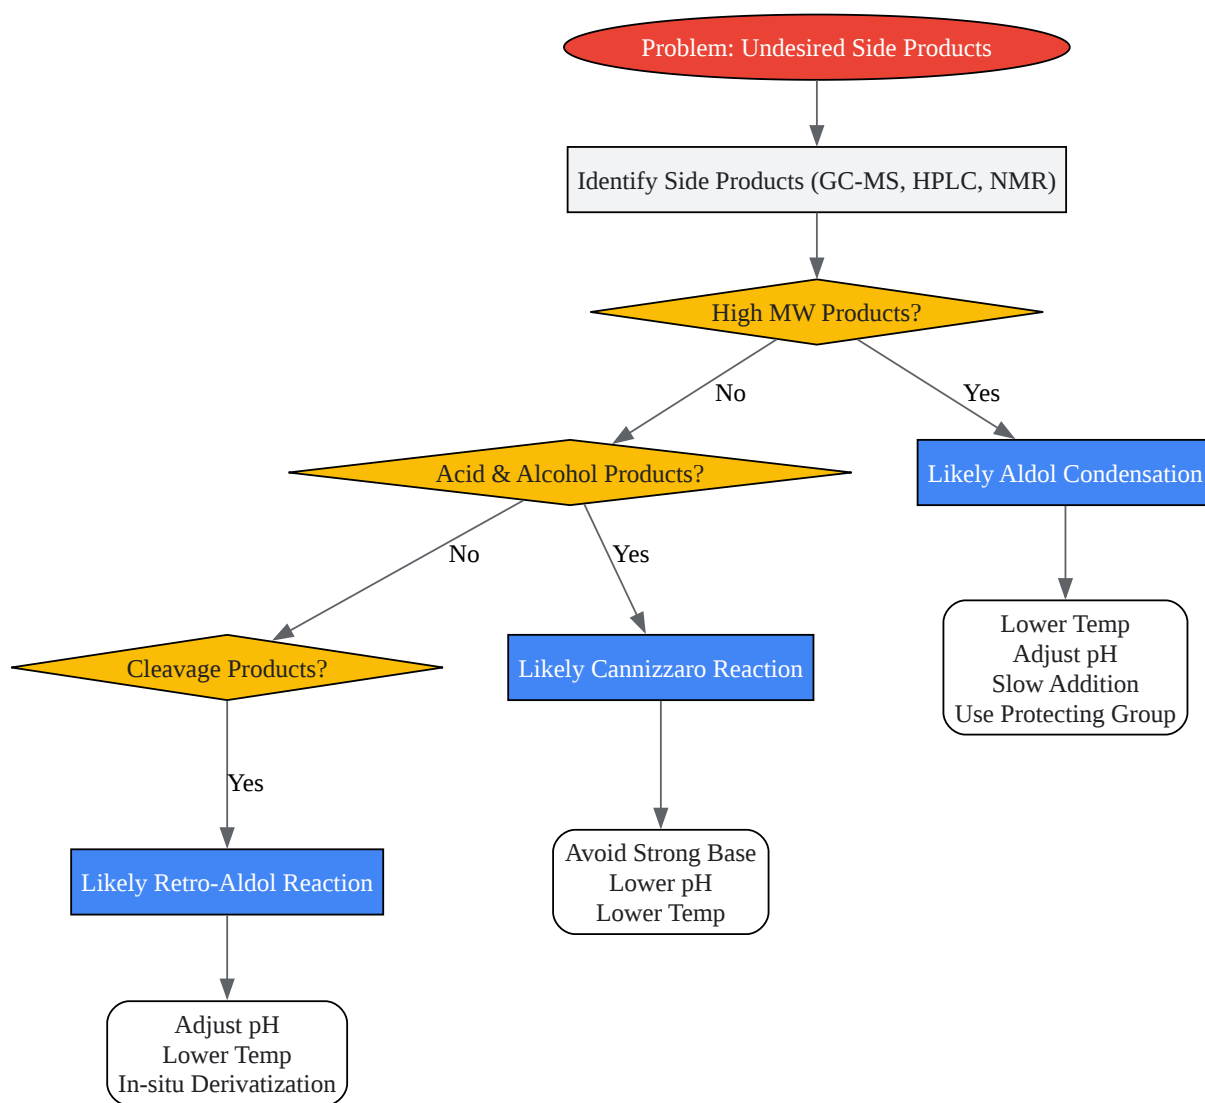 Problem: Undesired Side Products
Identify Side Products (GC-MS, HPLC, NMR)
High MW Products?
No
Yes
Acid & Alcohol Products?
Likely Aldol Condensation
No
Yes
Lower Temp
Adjust pH
Slow Addition
Use Protecting Group
Cleavage Products?
Likely Cannizzaro Reaction
Yes
Avoid Strong Base
Lower pH
Lower Temp
Likely Retro-Aldol Reaction
Adjust pH
Lower Temp
In-situ Derivatization